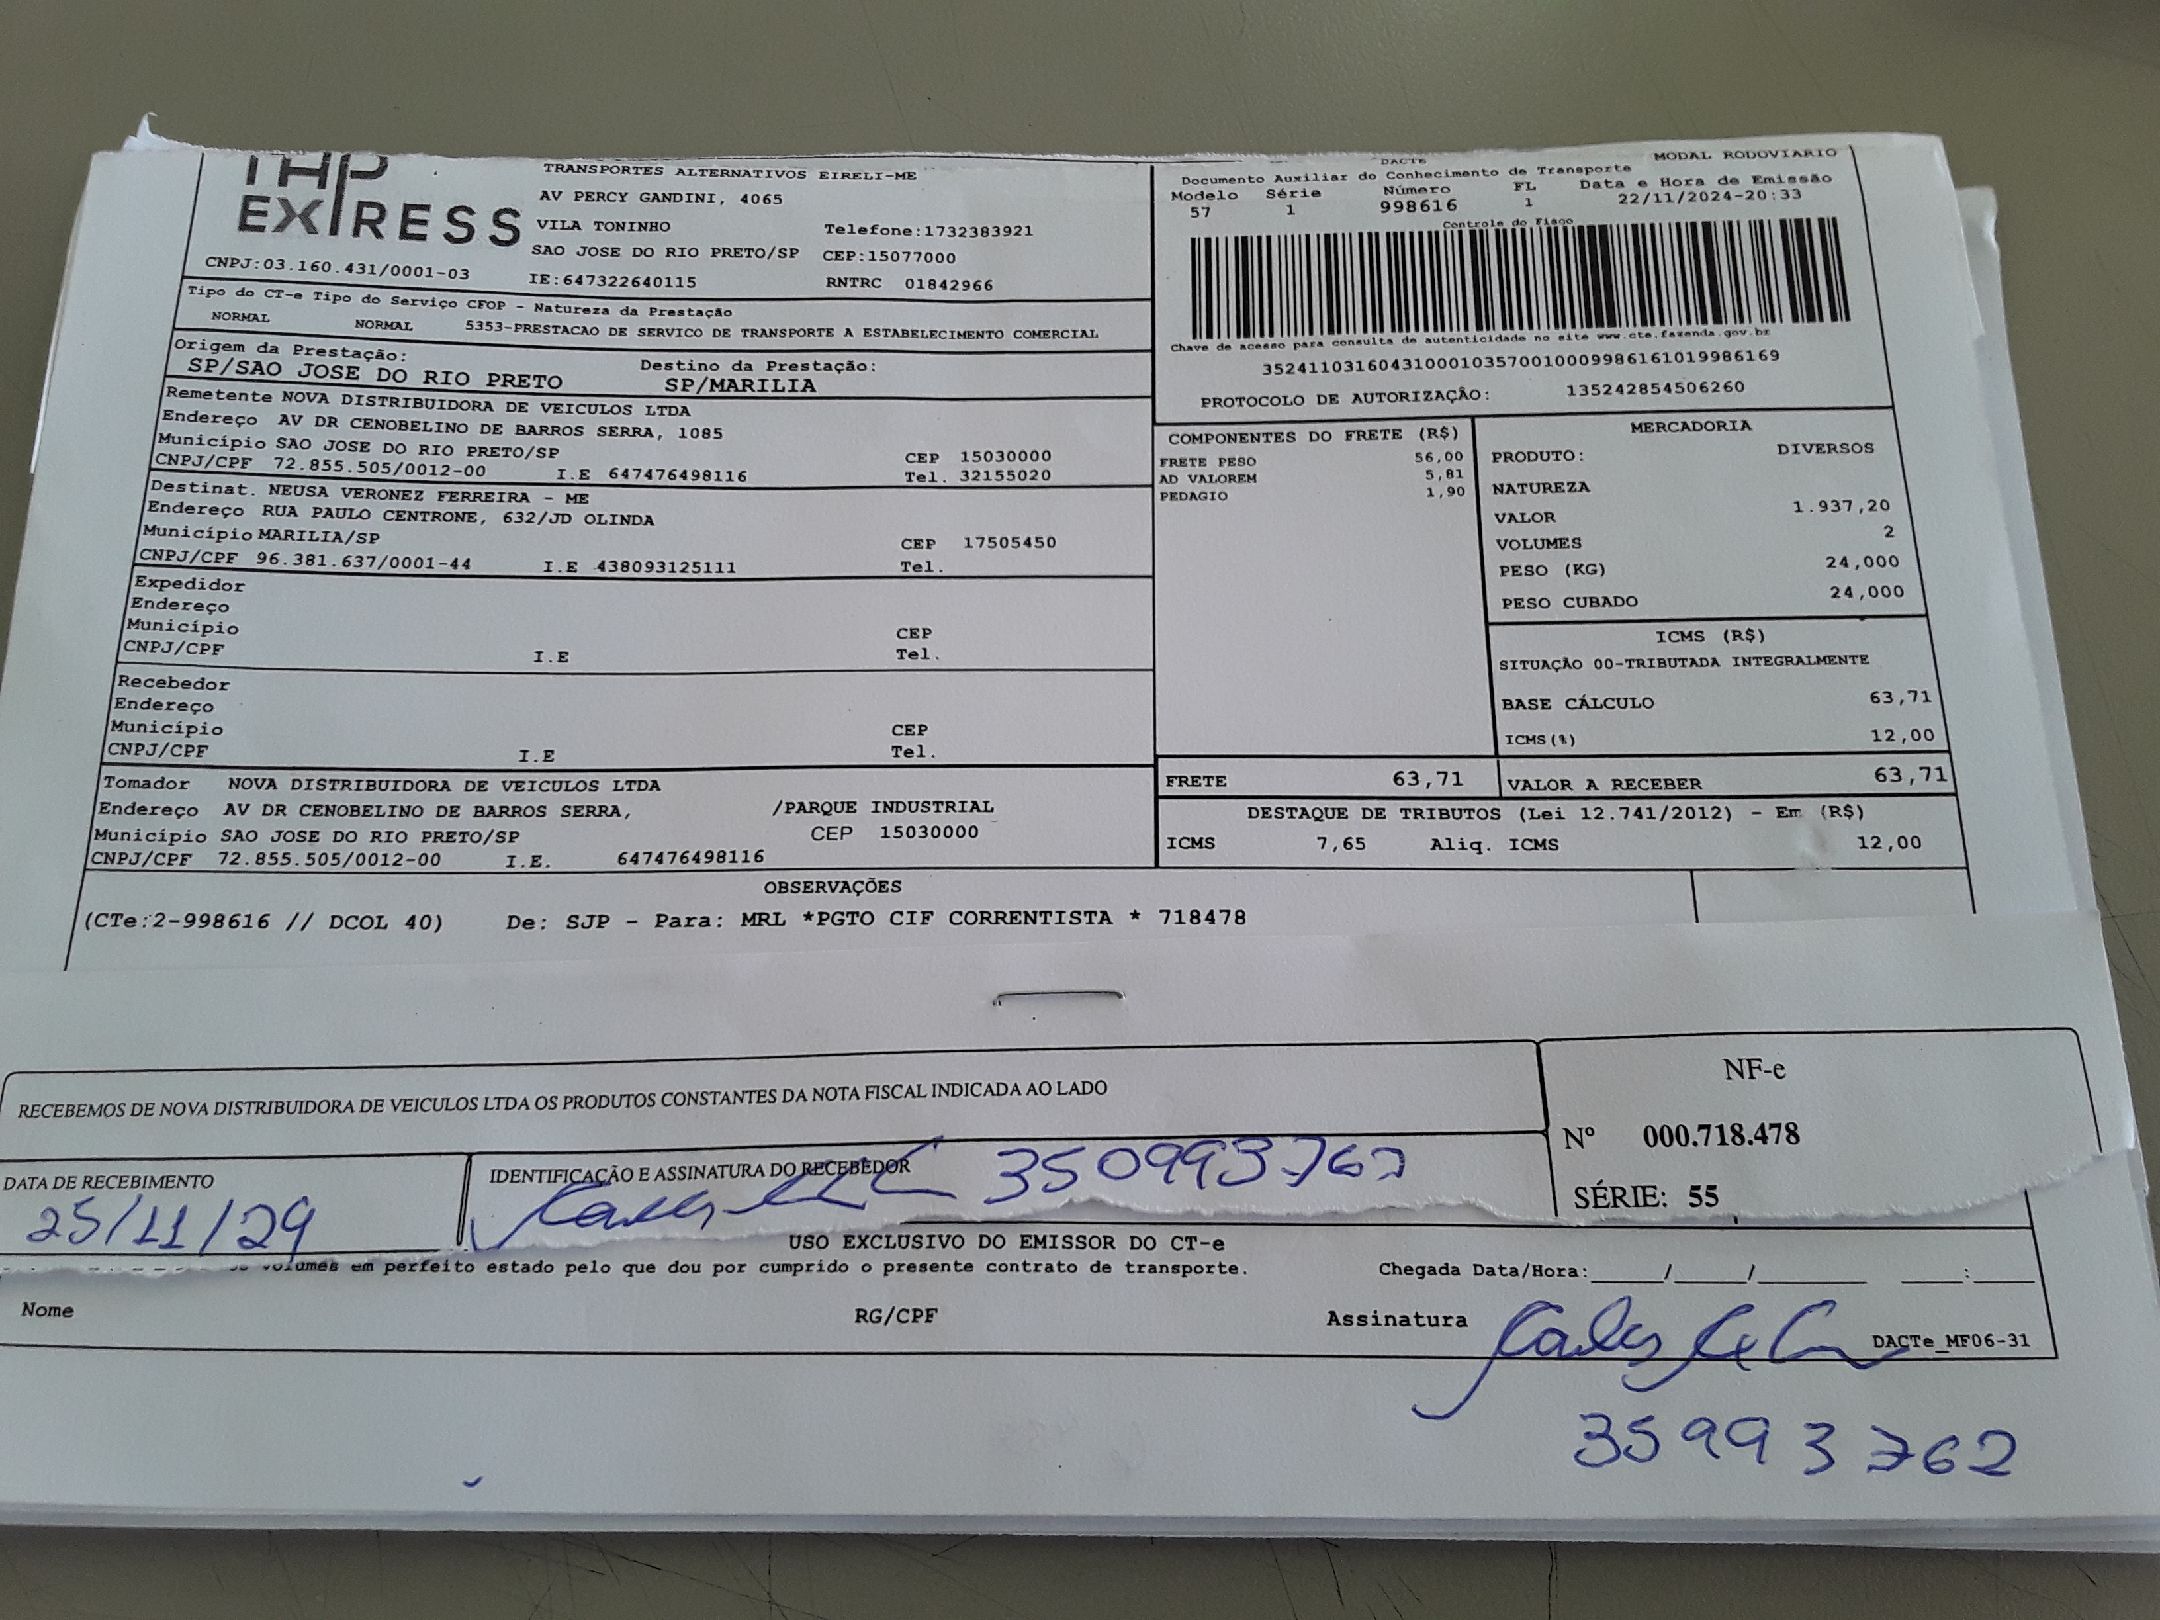 EXPRESS
TRANSPORTES ALTERNATIVOS EIRELI-ME
AV PERCY GANDINI, 4065
VILA TONINHO Telefone:1732383921
SAO JOSE DO RIO PRETO/SP CEP:15077000
CNPJ:03.160.431/0001-03 IE:647322640115 RNTRC 01842966
DACTE MODAL RODOVIARIO
Documento Auxiliar do Conhecimento de Transporte
Modelo Série Número FL Data e Hora de Emissão
57 1 998616 1 22/11/2024-20:33
Controle do Fisco
Chave de acesso para consulta de autenticidade no site www.cte.fazenda.gov.br
35241103160431000103570010009986161019986169
PROTOCOLO DE AUTORIZAÇÃO: 135242854506260
Tipo do CT-e Tipo do Serviço CFOP - Natureza da Prestação
NORMAL NORMAL 5353-PRESTACAO DE SERVICO DE TRANSPORTE A ESTABELECIMENTO COMERCIAL
Origem da Prestação: Destino da Prestação:
SP/SAO JOSE DO RIO PRETO SP/MARILIA
Remetente NOVA DISTRIBUIDORA DE VEICULOS LTDA
Endereço AV DR CENOBELINO DE BARROS SERRA, 1085
Município SAO JOSE DO RIO PRETO/SP CEP 15030000
CNPJ/CPF 72.855.505/0012-00 I.E 647476498116 Tel. 32155020
Destinat. NEUSA VERONEZ FERREIRA - ME
Endereço RUA PAULO CENTRONE, 632/JD OLINDA
Município MARILIA/SP CEP 17505450
CNPJ/CPF 96.381.637/0001-44 I.E 438093125111 Tel.
Expedidor
Endereço
Município CEP
CNPJ/CPF I.E Tel.
Recebedor
Endereço
Município CEP
CNPJ/CPF I.E Tel.
Tomador NOVA DISTRIBUIDORA DE VEICULOS LTDA
Endereço AV DR CENOBELINO DE BARROS SERRA, /PARQUE INDUSTRIAL
Município SAO JOSE DO RIO PRETO/SP CEP 15030000
CNPJ/CPF 72.855.505/0012-00 I.E. 647476498116
COMPONENTES DO FRETE (R$)
FRETE PESO 56,00
AD VALOREM 5,81
PEDAGIO 1,90
MERCADORIA
PRODUTO: DIVERSOS
NATUREZA
VALOR 1.937,20
VOLUMES 2
PESO (KG) 24,000
PESO CUBADO 24,000
ICMS (R$)
SITUAÇÃO 00-TRIBUTADA INTEGRALMENTE
BASE CÁLCULO 63,71
ICMS(%) 12,00
FRETE 63,71 VALOR A RECEBER 63,71
DESTAQUE DE TRIBUTOS (Lei 12.741/2012) - Em (R$)
ICMS 7,65 Aliq. ICMS 12,00
OBSERVAÇÕES
(CTe:2-998616 // DCOL 40) De: SJP - Para: MRL *PGTO CIF CORRENTISTA * 718478
RECEBEMOS DE NOVA DISTRIBUIDORA DE VEICULOS LTDA OS PRODUTOS CONSTANTES DA NOTA FISCAL INDICADA AO LADO
NF-e
Nº 000.718.478
SÉRIE: 55
DATA DE RECEBIMENTO IDENTIFICAÇÃO E ASSINATURA DO RECEBEDOR 350993767
25/11/29
USO EXCLUSIVO DO EMISSOR DO CT-e
volumes em perfeito estado pelo que dou por cumprido o presente contrato de transporte. Chegada Data/Hora:____/____/______ ____:____
Nome RG/CPF Assinatura
DACTe_MF06-31
35993762